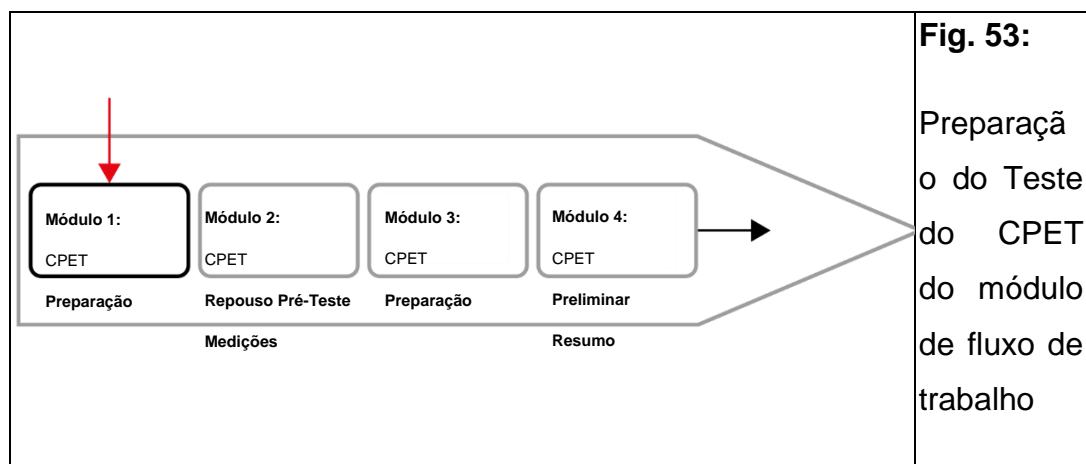 Módulo 1:
CPET
Preparação
Módulo 2:
CPET
Repouso Pré-Teste
Medições
Módulo 3:
CPET
Preparação
Módulo 4:
CPET
Preliminar
Resumo
Fig. 53:
Preparaçã
o do Teste
do CPET
do módulo
de fluxo de
trabalho